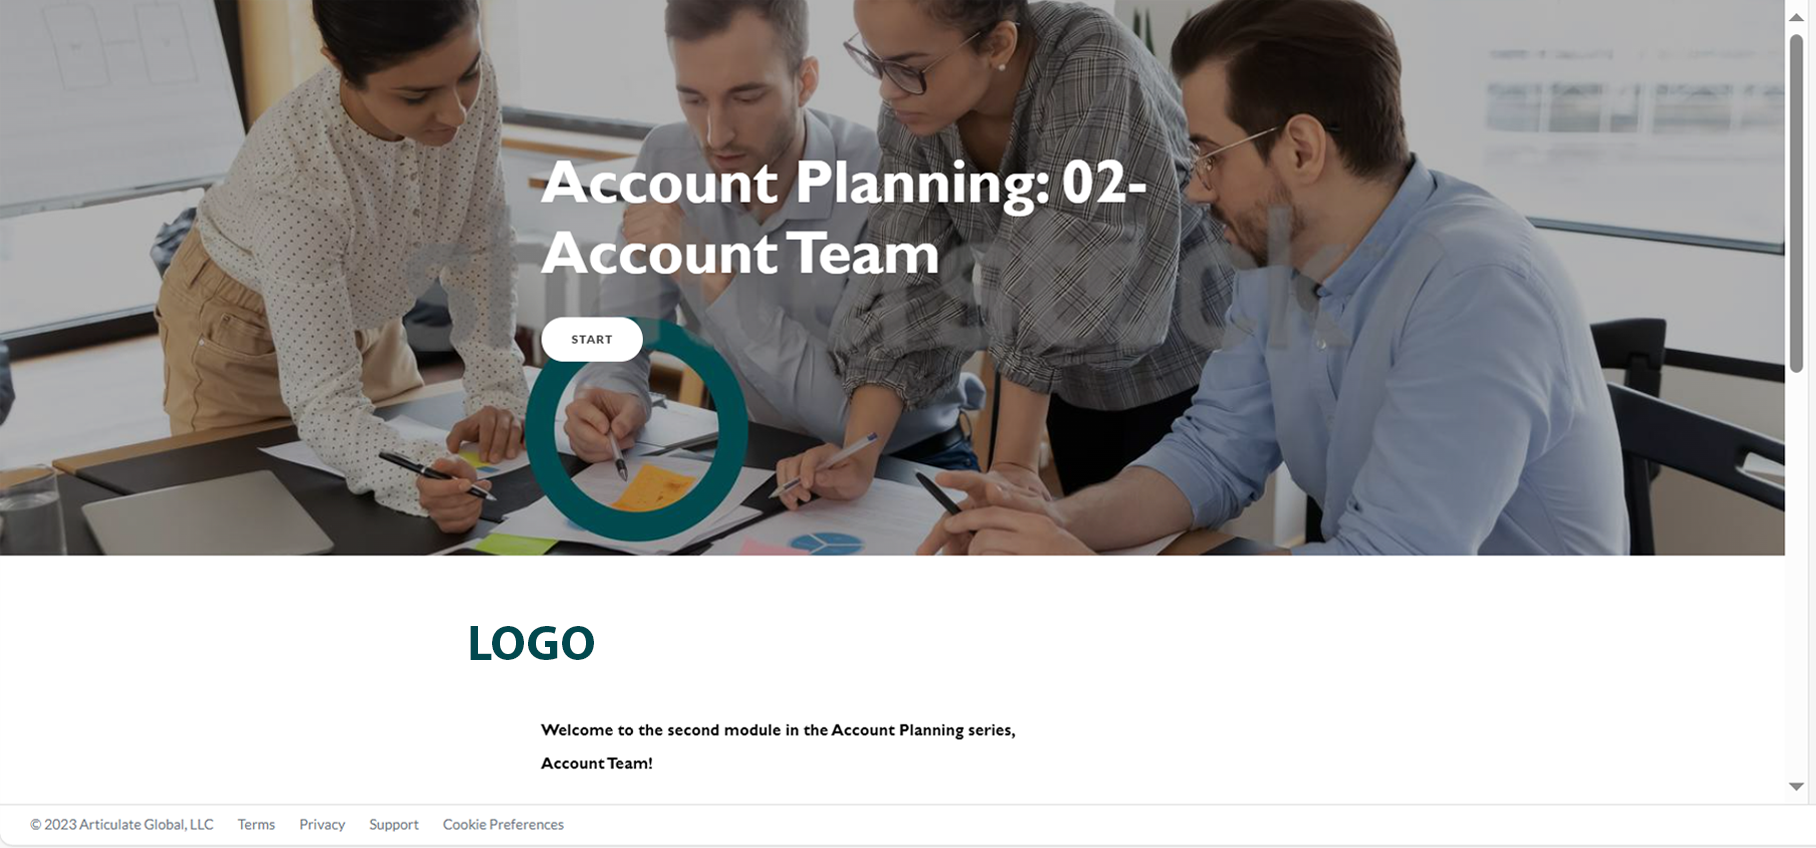 Account Planning: 02-
Account Team
shutterstock
START
LOGO
Welcome to the second module in the Account Planning series,
Account Team!
© 2023 Articulate Global, LLC Terms Privacy Support Cookie Preferences